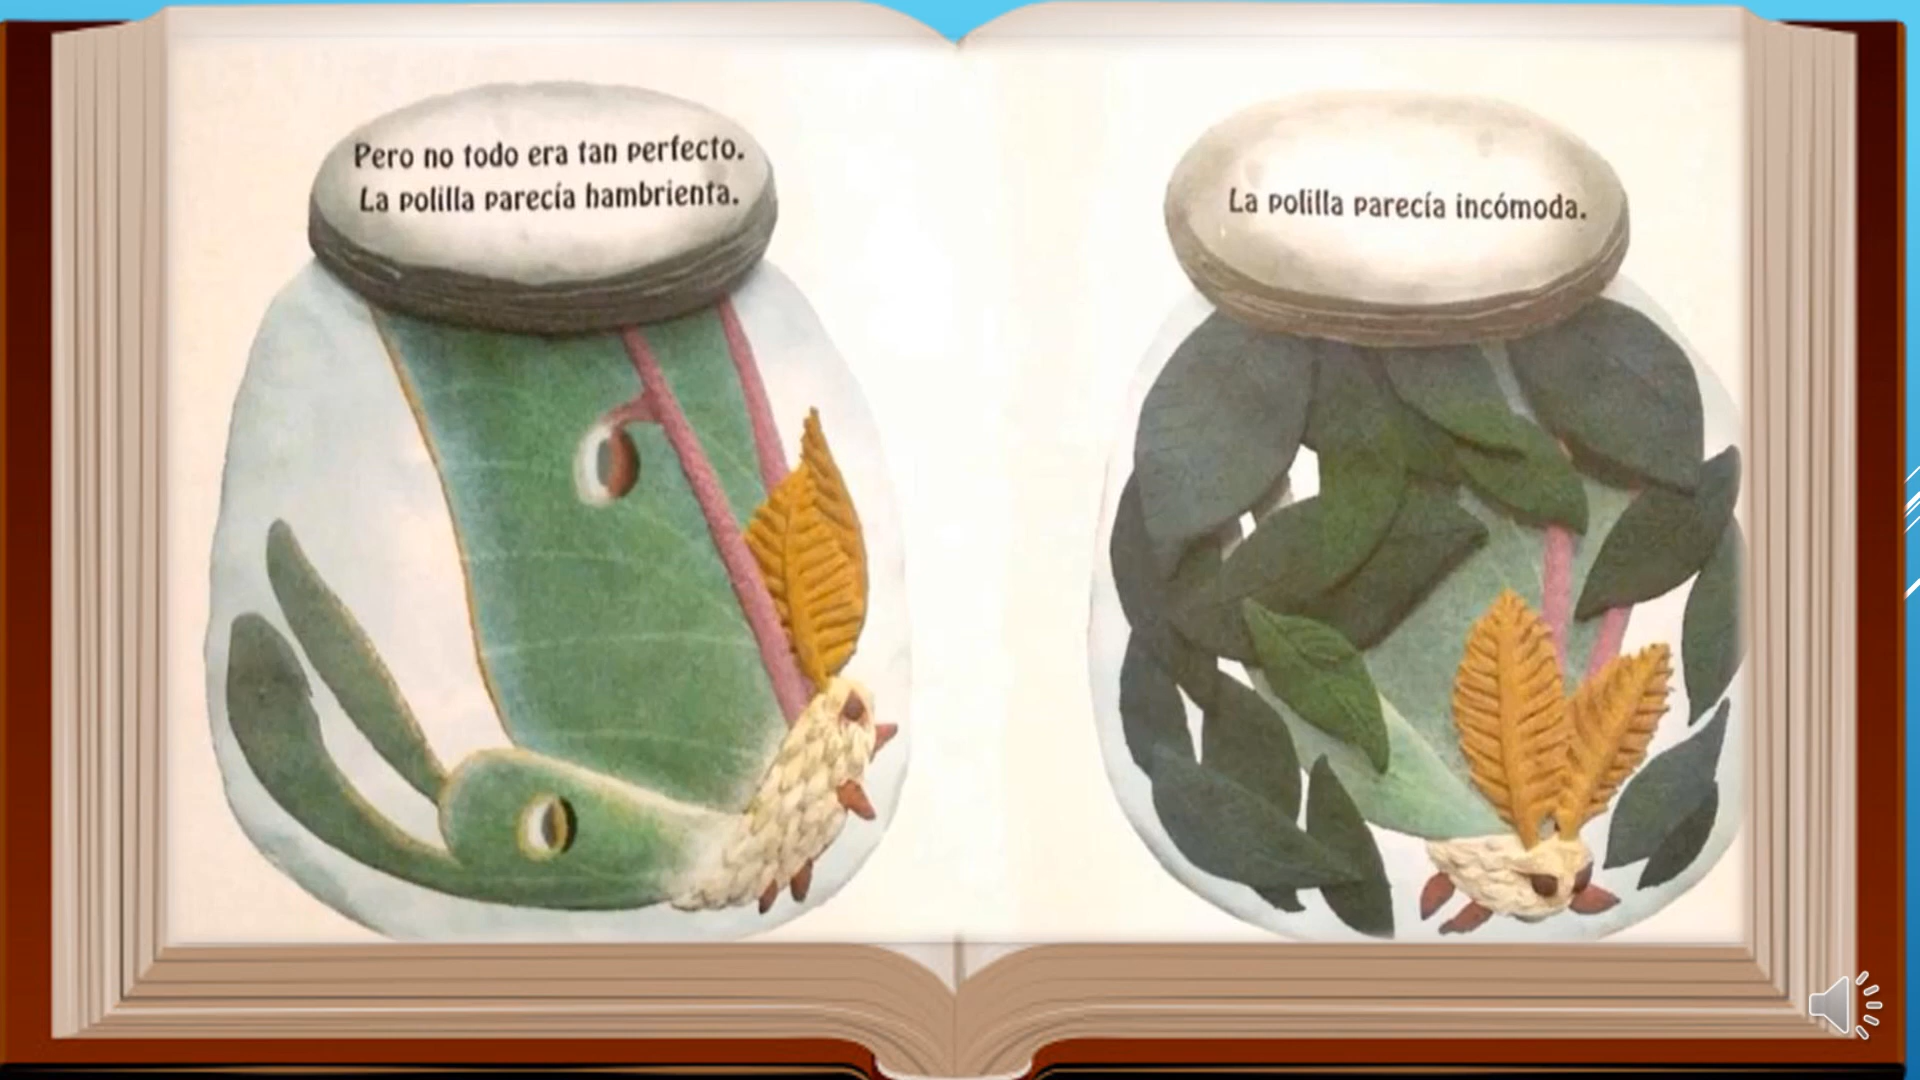 Pero no todo era tan perfecto.
La polilla parecía hambrienta.
La polilla parecía incómoda.